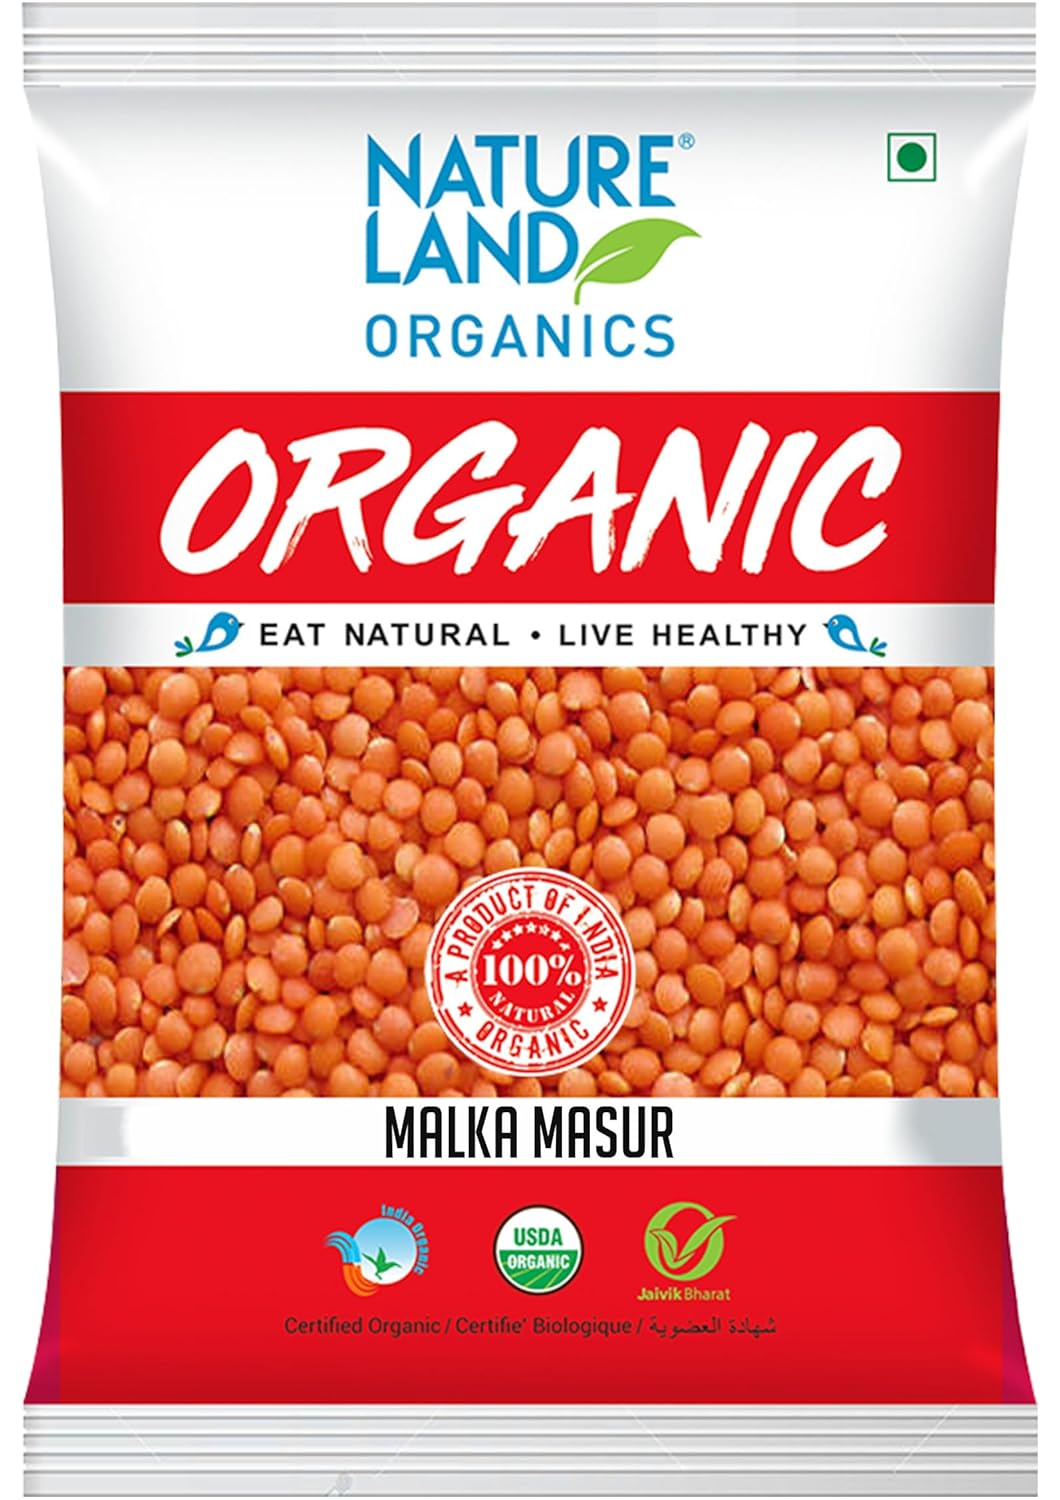 NATURE®
LAND
ORGANICS
ORGANIC
EAT NATURAL • LIVE HEALTHY
A PRODUCT OF INDIA
100%
NATURAL
ORGANIC
MALKA MASUR
India Organic
USDA
ORGANIC
Jaivik Bharat
Certified Organic / Certifie' Biologique / شهادة العضوية